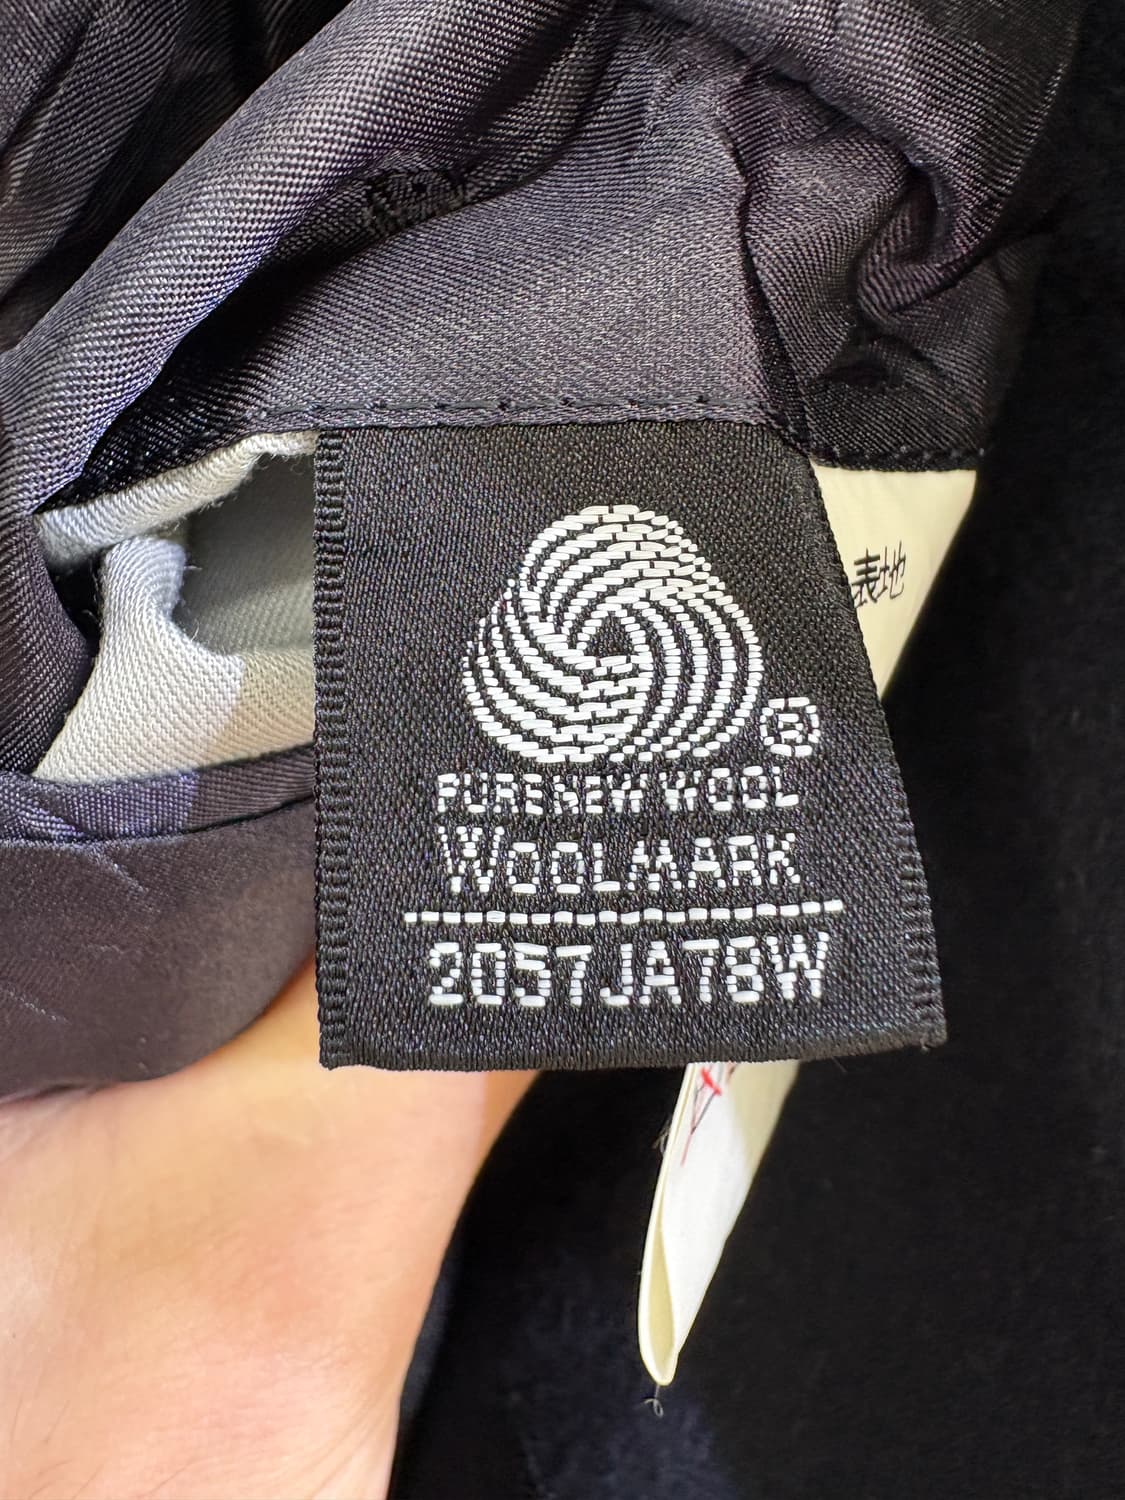 表地
®
PURE NEW WOOL
WOOLMARK
2057JA78W